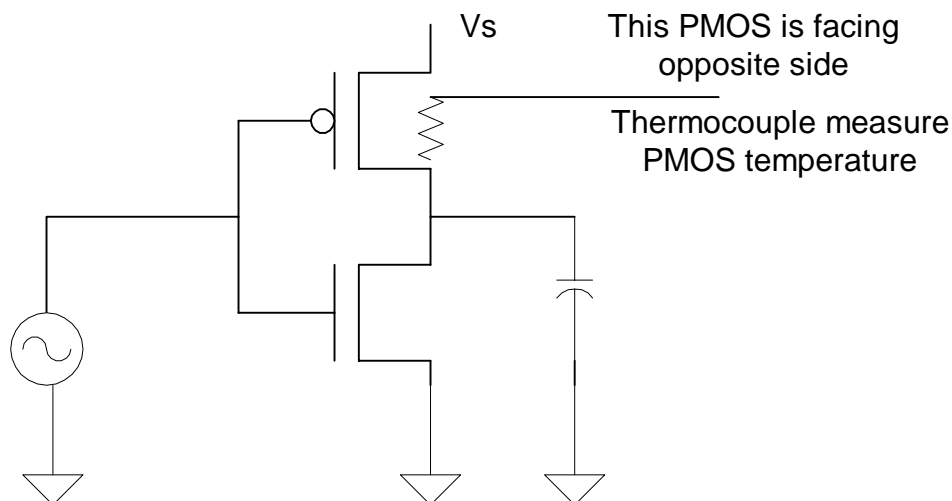 Vs
This PMOS is facing
opposite side
Thermocouple measure
PMOS temperature